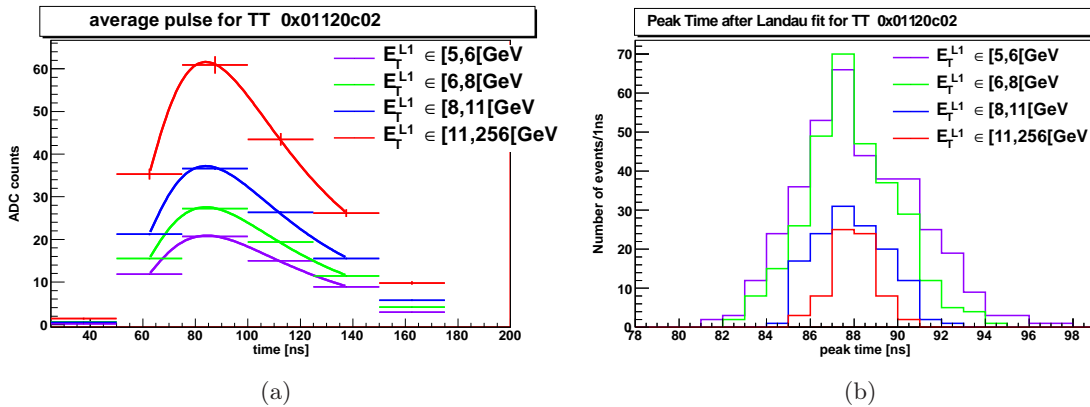 average pulse for TT 0x01120c02
ADC counts
60
50
40
30
20
10
0
E_T^L1 ∈ [5,6[GeV
E_T^L1 ∈ [6,8[GeV
E_T^L1 ∈ [8,11[GeV
E_T^L1 ∈ [11,256[GeV
40 60 80 100 120 140 160 180 200
time [ns]
(a)
Peak Time after Landau fit for TT 0x01120c02
Number of events/1ns
70
60
50
40
30
20
10
0
E_T^L1 ∈ [5,6[GeV
E_T^L1 ∈ [6,8[GeV
E_T^L1 ∈ [8,11[GeV
E_T^L1 ∈ [11,256[GeV
78 80 82 84 86 88 90 92 94 96 98
peak time [ns]
(b)